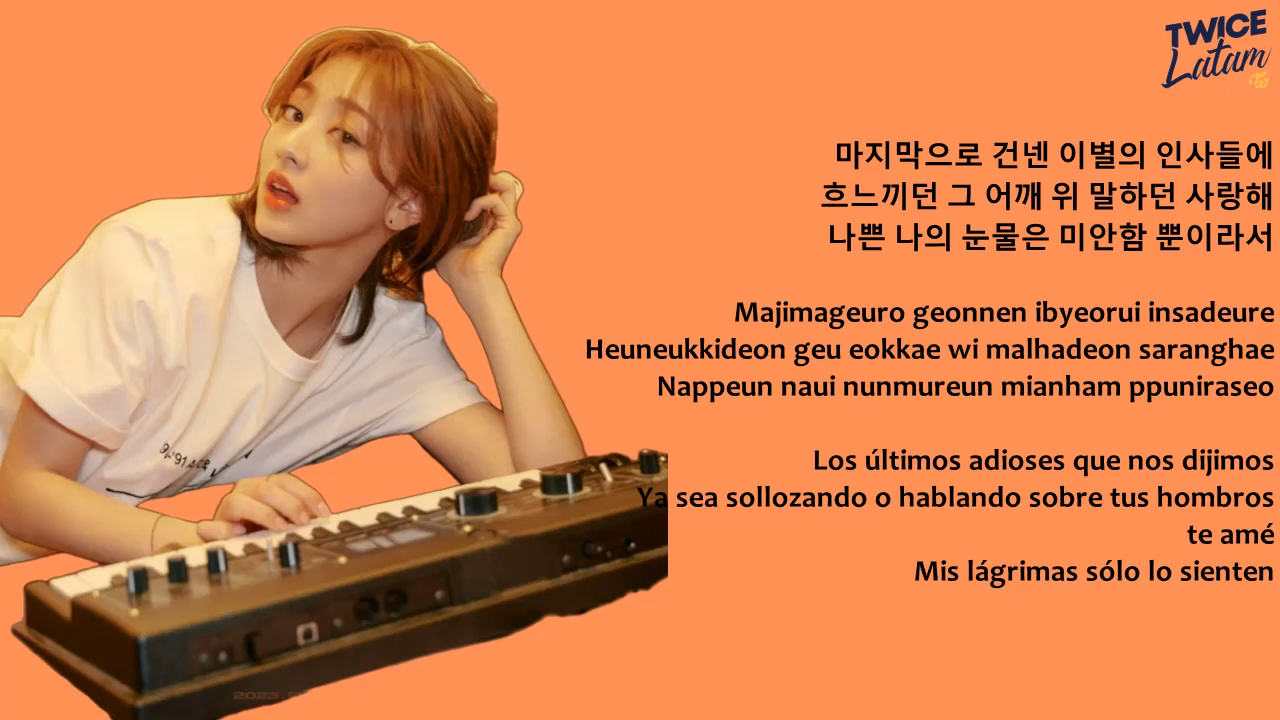 TWICE
Latam
마지막으로 건넨 이별의 인사들에
흐느끼던 그 어깨 위 말하던 사랑해
나쁜 나의 눈물은 미안함 뿐이라서
Majimageuro geonnen ibyeorui insadeure
Heuneukkideon geu eokkae wi malhadeon saranghae
Nappeun naui nunmureun mianham ppuniraseo
Los últimos adioses que nos dijimos
Ya sea sollozando o hablando sobre tus hombros
te amé
Mis lágrimas sólo lo sienten